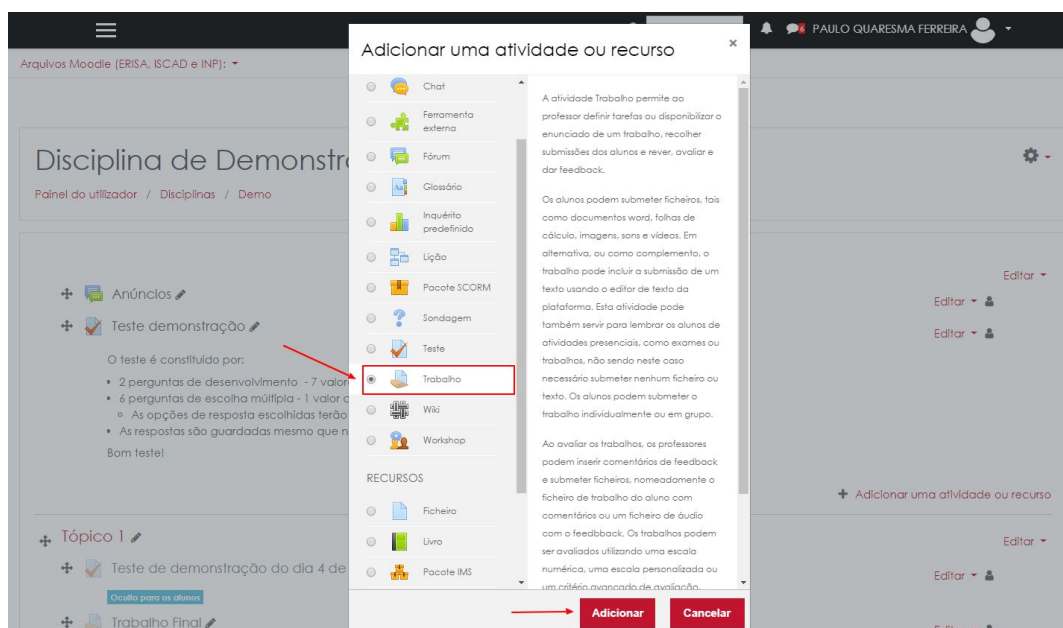 PAULO QUARESMA FERREIRA
Arquivos Moodle (ERISA, ISCAD e INP):
Disciplina de Demonstr
Painel do utilizador / Disciplinas / Demo
Editar
Anúncios
Editar
Teste demonstração
Editar
O teste é constituído por:
2 perguntas de desenvolvimento - 7 valor
6 perguntas de escolha múltipla - 1 valor
As opções de resposta escolhidas terão
As respostas são guardadas mesmo que n
Bom teste!
+ Adicionar uma atividade ou recurso
Tópico 1
Editar
Teste de demonstração do dia 4 de
Editar
Oculto para os alunos
Trabalho Final
Adicionar uma atividade ou recurso
×
Chat
Ferramenta
externa
Fórum
Glossário
Inquérito
predefinido
Lição
Pacote SCORM
Sondagem
Teste
Trabalho
Wiki
Workshop
RECURSOS
Ficheiro
Livro
Pacote IMS
A atividade Trabalho permite ao
professor definir tarefas ou disponibilizar o
enunciado de um trabalho, recolher
submissões dos alunos e rever, avaliar e
dar feedback.
Os alunos podem submeter ficheiros, tais
como documentos word, folhas de
cálculo, imagens, sons e vídeos. Em
alternativa, ou como complemento, o
trabalho pode incluir a submissão de um
texto usando o editor de texto da
plataforma. Esta atividade pode
também servir para lembrar os alunos de
atividades presenciais, como exames ou
trabalhos, não sendo neste caso
necessário submeter nenhum ficheiro ou
texto. Os alunos podem submeter o
trabalho individualmente ou em grupo.
Ao avaliar os trabalhos, os professores
podem inserir comentários de feedback
e submeter ficheiros, nomeadamente o
ficheiro de trabalho do aluno com
comentários ou um ficheiro de áudio
com o feedbback. Os trabalhos podem
ser avaliados utilizando uma escala
numérica, uma escala personalizada ou
um critério avançado de avaliação.
Adicionar
Cancelar